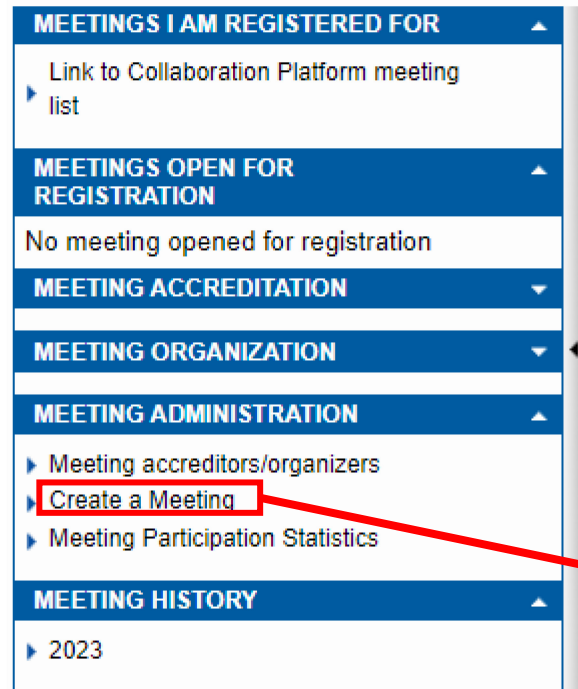 MEETINGS I AM REGISTERED FOR
Link to Collaboration Platform meeting
list
MEETINGS OPEN FOR
REGISTRATION
No meeting opened for registration
MEETING ACCREDITATION
MEETING ORGANIZATION
MEETING ADMINISTRATION
Meeting accreditors/organizers
Create a Meeting
Meeting Participation Statistics
MEETING HISTORY
2023